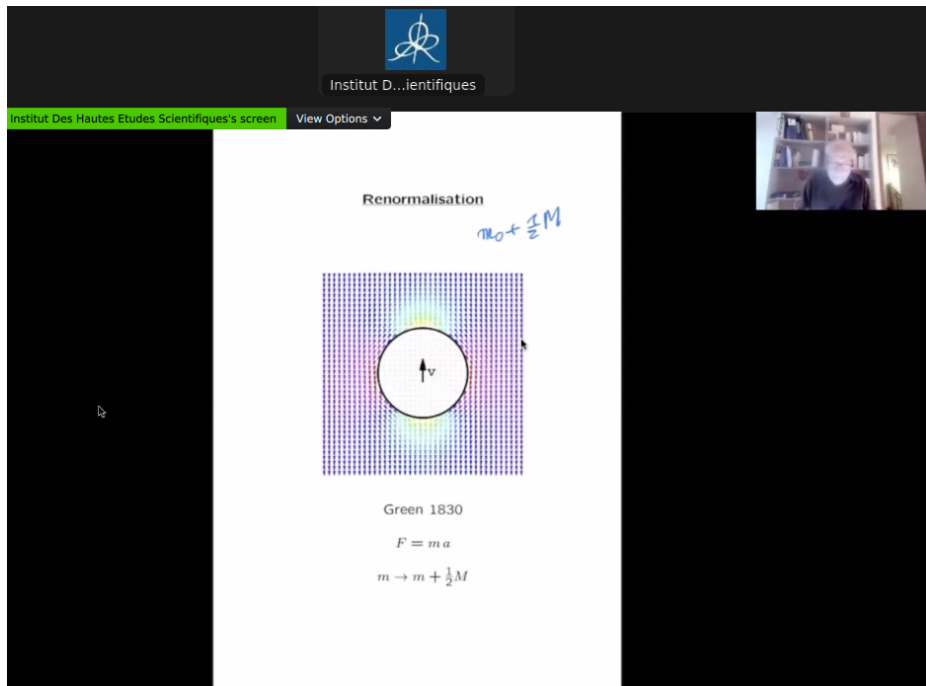 Institut D...ientifiques
Institut Des Hautes Etudes Scientifiques's screen
View Options
Renormalisation
m₀ + ½M
v
Green 1830
F = m a
m → m + ½M